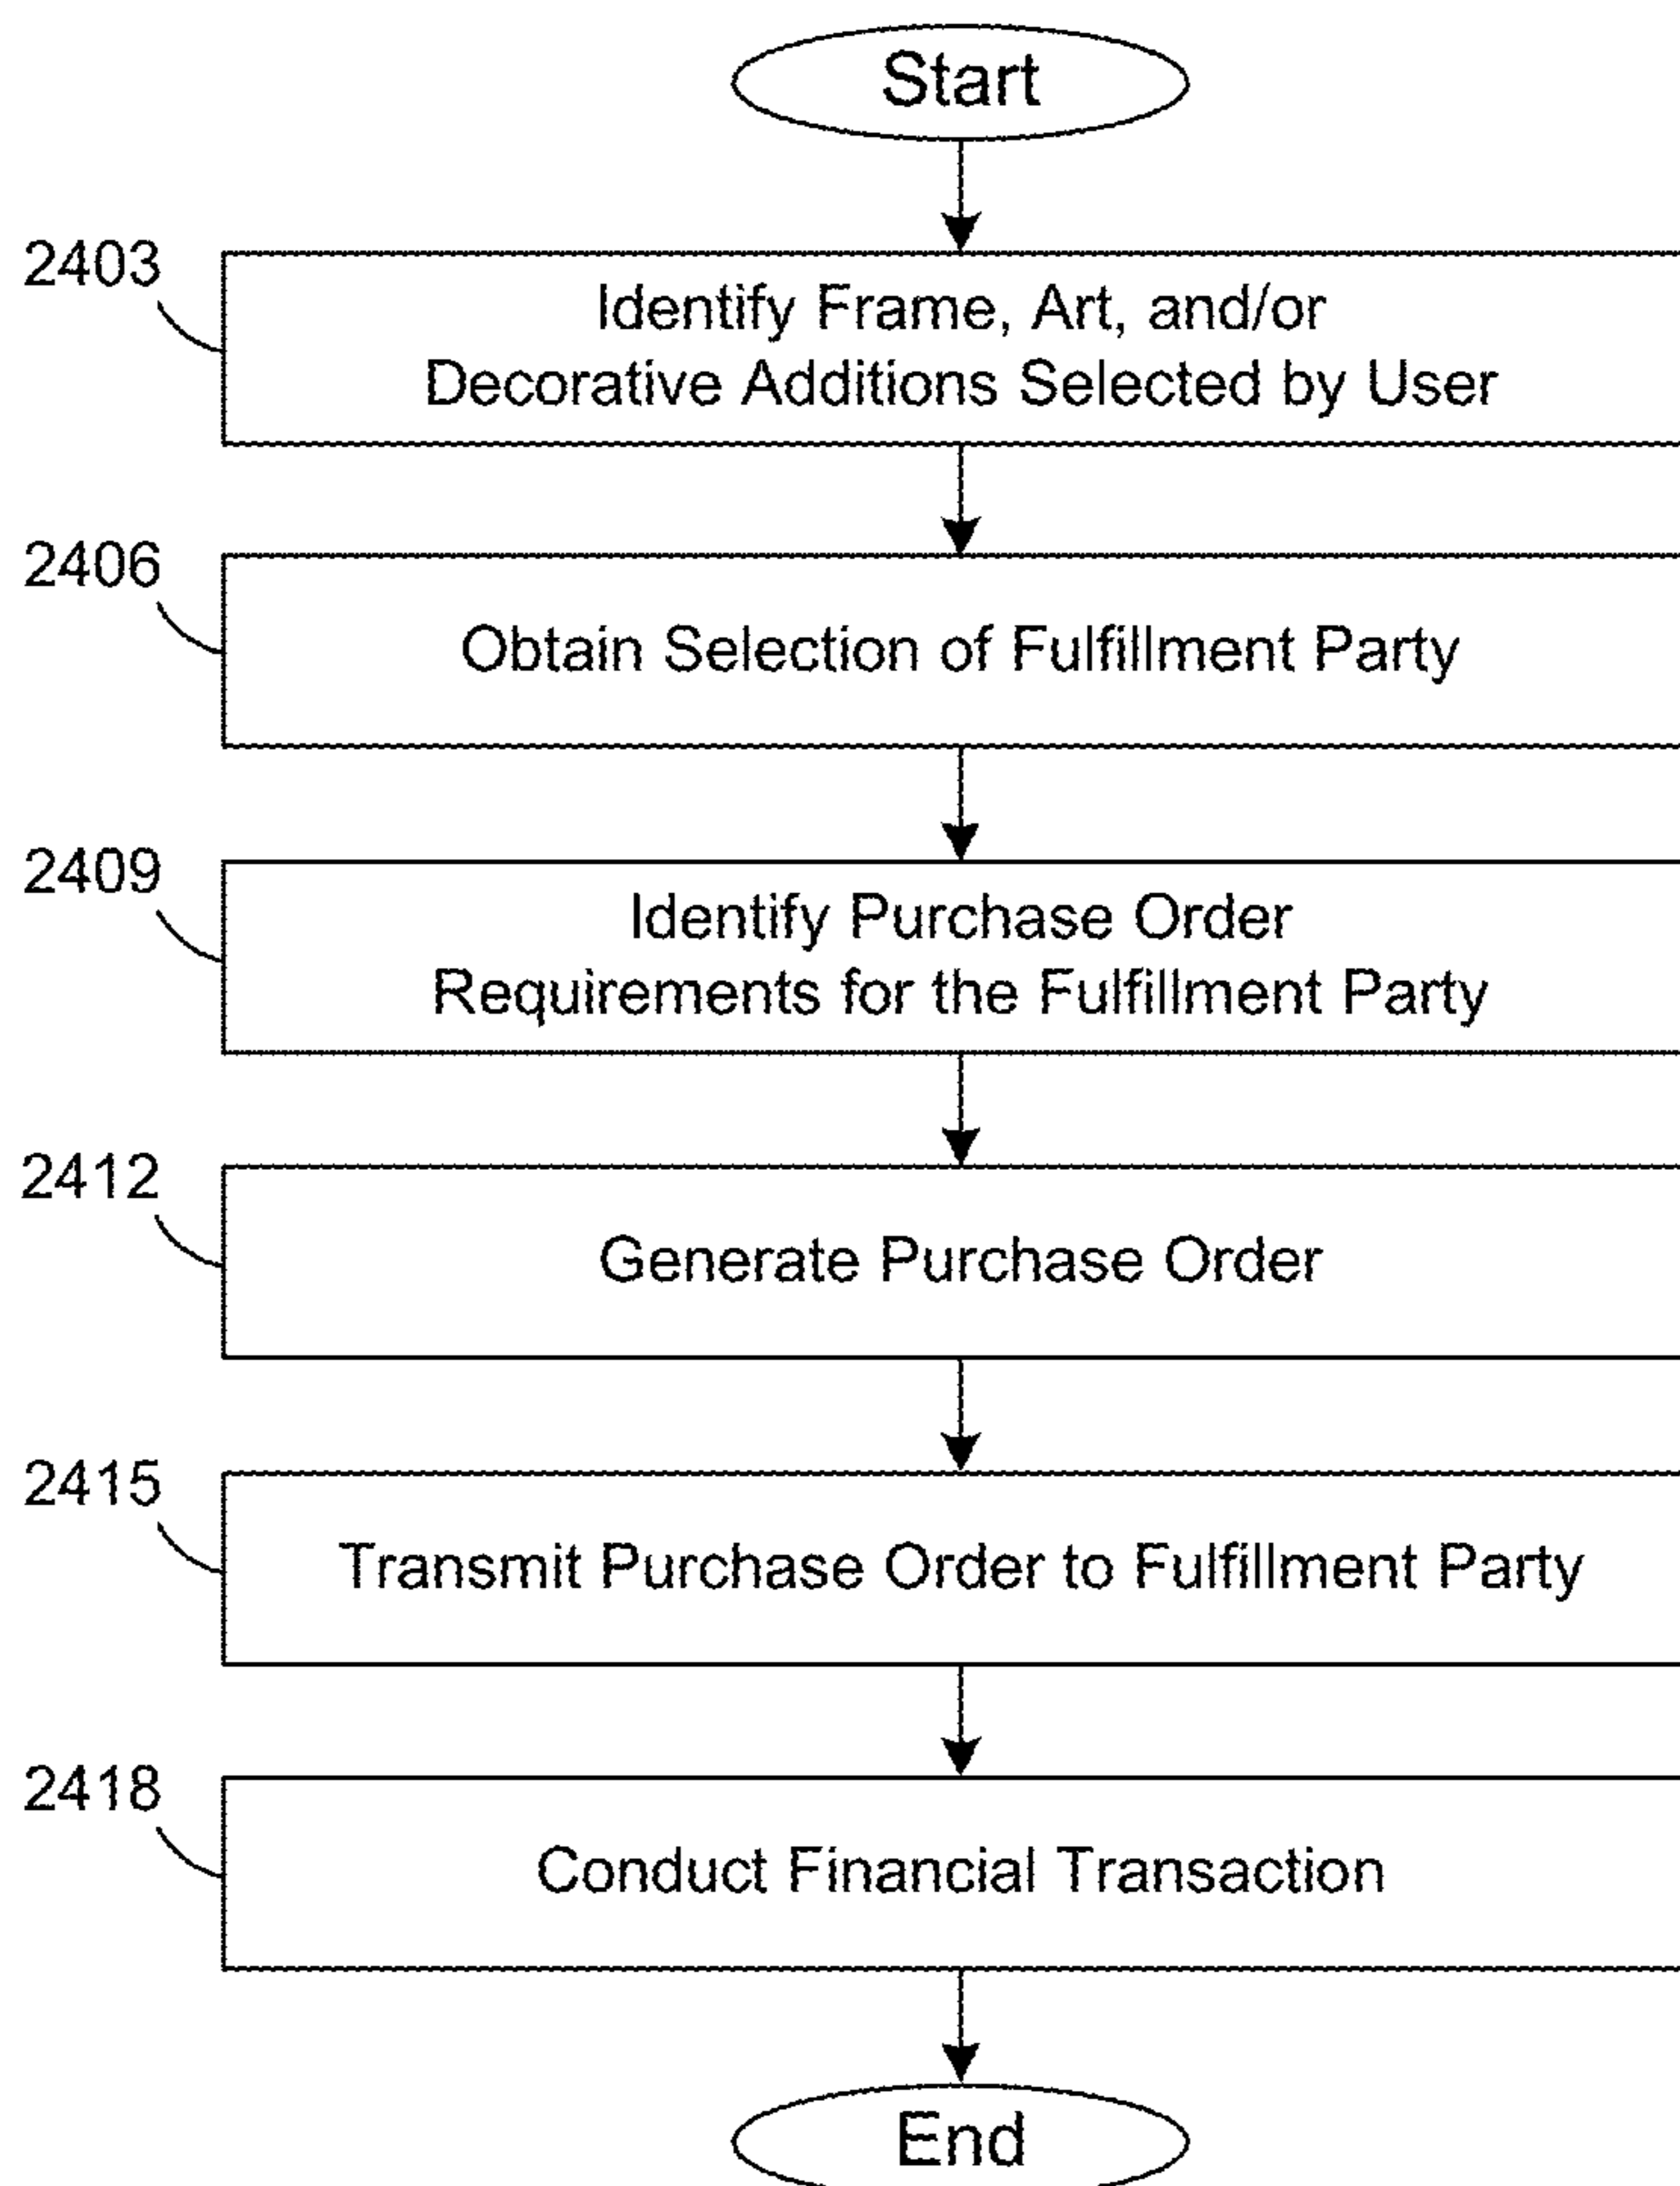 Start
2403
Identify Frame, Art, and/or
Decorative Additions Selected by User
2406
Obtain Selection of Fulfillment Party
2409
Identify Purchase Order
Requirements for the Fulfillment Party
2412
Generate Purchase Order
2415
Transmit Purchase Order to Fulfillment Party
2418
Conduct Financial Transaction
End